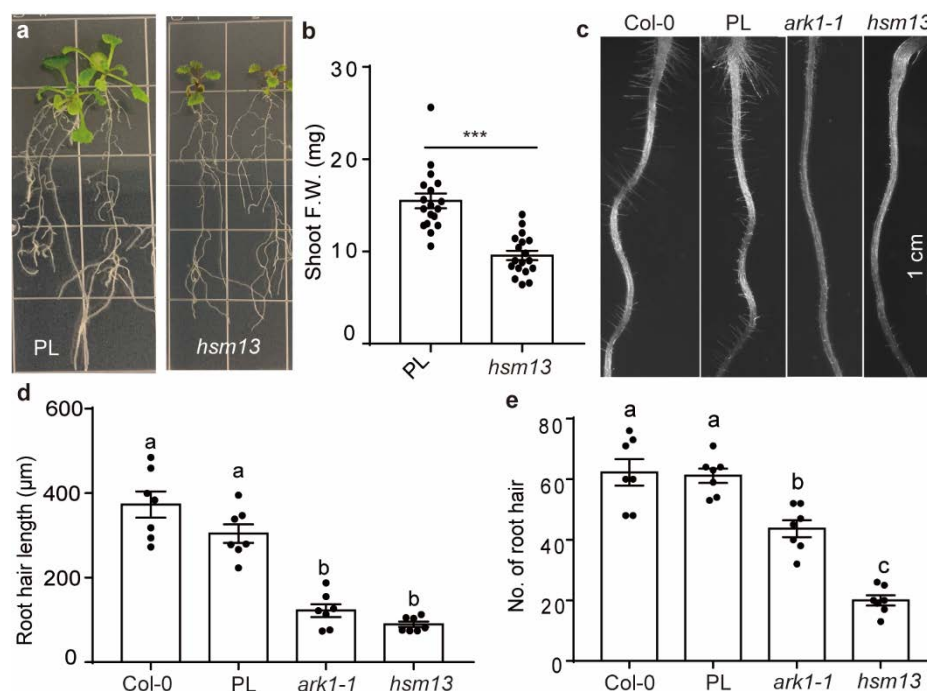 a
PL
hsm13
b
Shoot F.W. (mg)
30
20
10
0
***
PL
hsm13
c
Col-0 PL ark1-1 hsm13
1 cm
d
Root hair length (µm)
600
400
200
0
a
a
b
b
Col-0 PL ark1-1 hsm13
e
No. of root hair
80
60
40
20
0
a
a
b
c
Col-0 PL ark1-1 hsm13